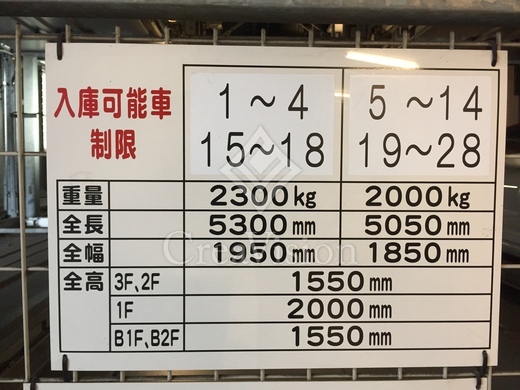 入庫可能車
制限
1～4
15～18
5～14
19～28
重量 2300kg 2000kg
全長 5300mm 5050mm
全幅 1950mm 1850mm
全高 3F、2F 1550mm
1F 2000mm
B1F、B2F 1550mm